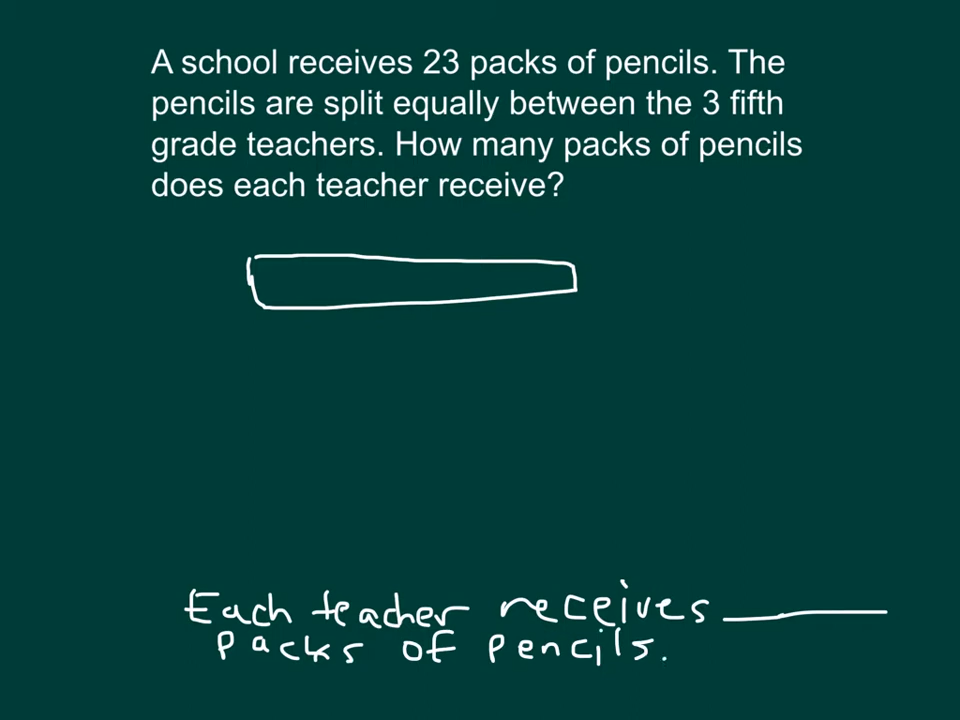 A school receives 23 packs of pencils. The
pencils are split equally between the 3 fifth
grade teachers. How many packs of pencils
does each teacher receive?
Each teacher receives ______
packs of pencils.